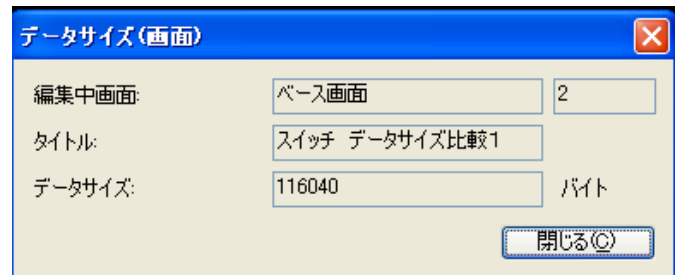 データサイズ(画面)
編集中画面: ベース画面 2
タイトル: スイッチ データサイズ比較1
データサイズ: 116040 バイト
閉じる(C)